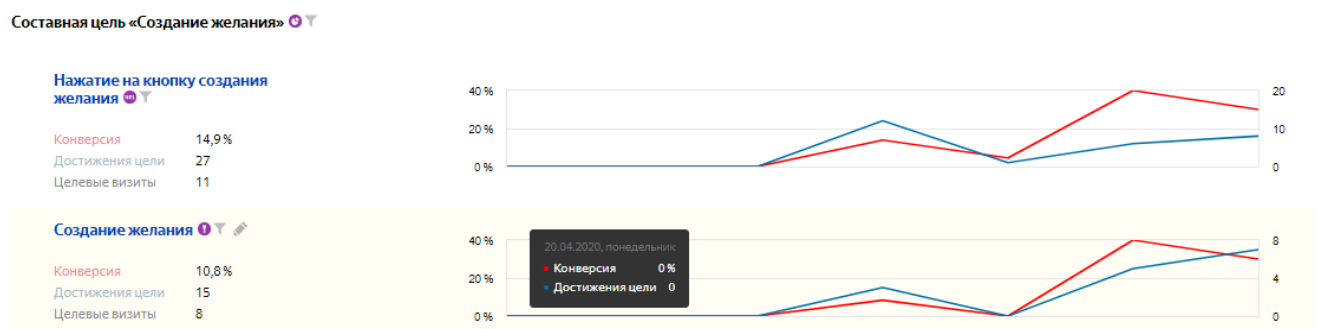 Составная цель «Создание желания»
Нажатие на кнопку создания
желания
Конверсия 14,9 %
Достижения цели 27
Целевые визиты 11
40 % 20
20 % 10
0 % 0
Создание желания
Конверсия 10,8 %
Достижения цели 15
Целевые визиты 8
40 % 8
20 % 4
0 % 0
20.04.2020, понедельник
Конверсия 0 %
Достижения цели 0